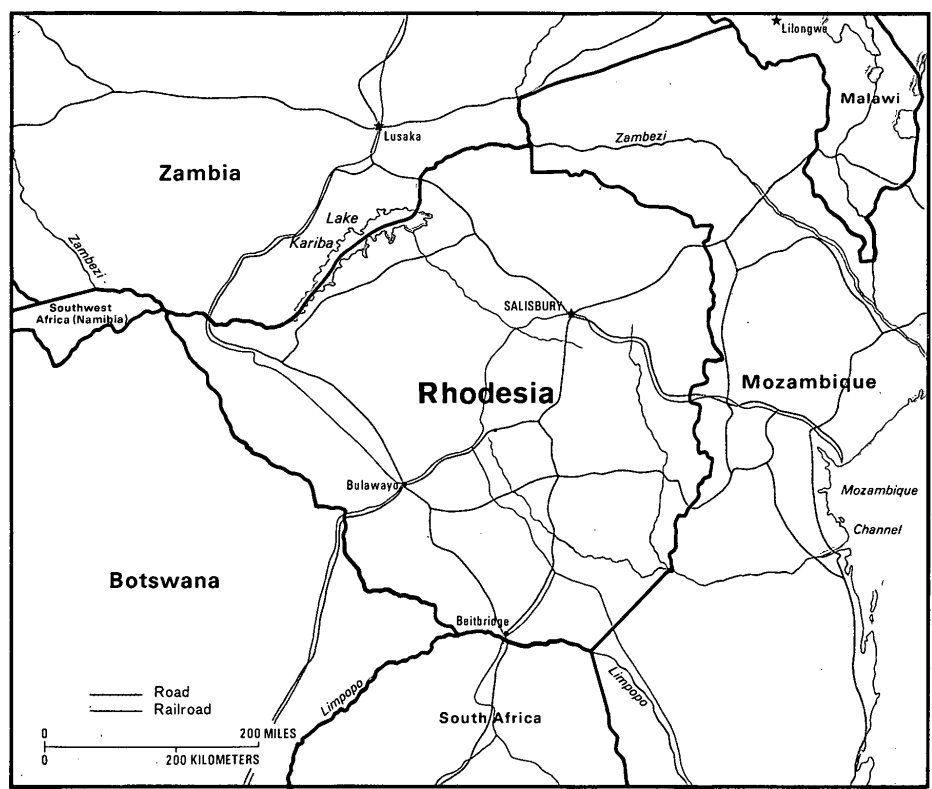 Lilongwe
Malawi
Lusaka
Zambezi
Zambia
Lake
Kariba
Zambezi
Southwest
Africa (Namibia)
SALISBURY
Rhodesia
Mozambique
Bulawayo
Mozambique
Channel
Botswana
Beitbridge
Limpopo
Limpopo
Road
Railroad
South Africa
0 200 MILES
0 200 KILOMETERS